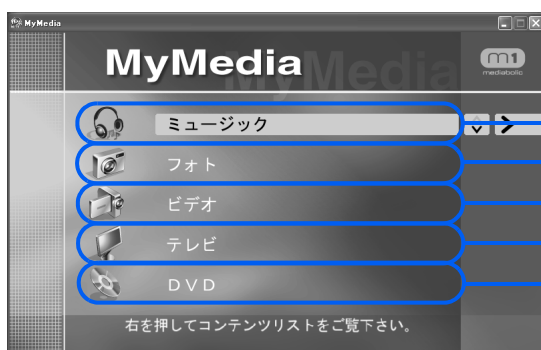 MyMedia
MyMedia
MyMedia
m1
mediabolic
ミュージック
フォト
ビデオ
テレビ
DVD
右を押してコンテンツリストをご覧下さい。